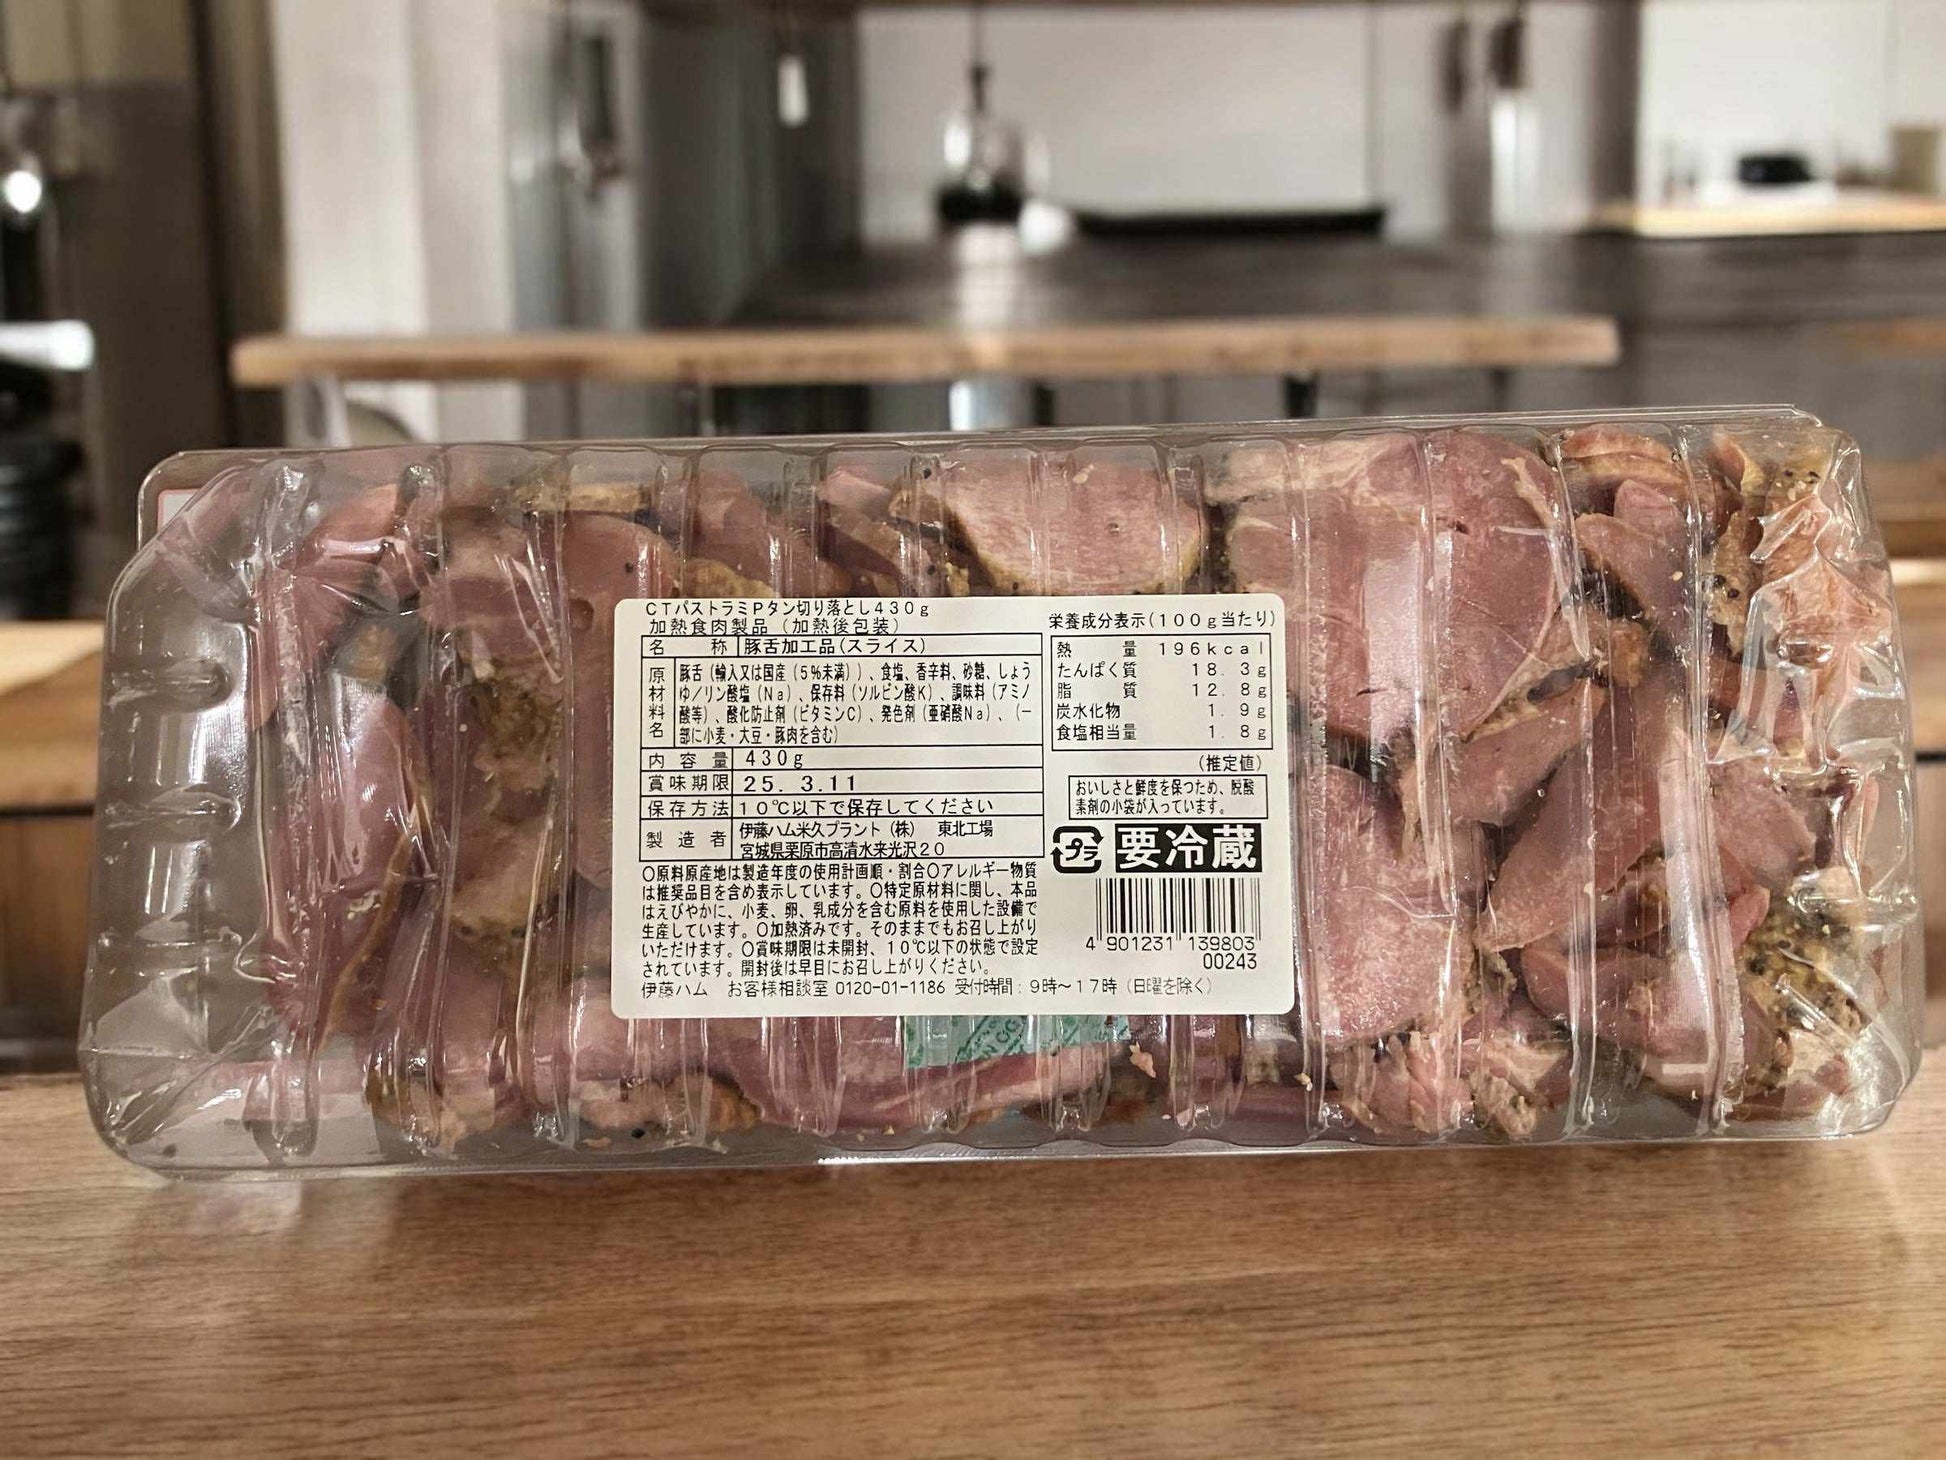 CTパストラミPタン切り落とし430g
加熱食肉製品（加熱後包装）
名称 豚舌加工品（スライス）
原材料名 豚舌（輸入又は国産（5％未満））、食塩、香辛料、砂糖、しょう
ゆ／リン酸塩（Na）、保存料（ソルビン酸K）、調味料（アミノ
酸等）、酸化防止剤（ビタミンC）、発色剤（亜硝酸Na）、（一
部に小麦・大豆・豚肉を含む）
内容量 430g
賞味期限 25. 3.11
保存方法 10℃以下で保存してください
製造者 伊藤ハム米久プラント（株） 東北工場
宮城県栗原市高清水来光沢20
○原料原産地は製造年度の使用計画順・割合○アレルギー物質
は推奨品目を含め表示しています。○特定原材料に関し、本品
はえびやかに、小麦、卵、乳成分を含む原料を使用した設備で
生産しています。○加熱済みです。そのままでもお召し上がり
いただけます。○賞味期限は未開封、10℃以下の状態で設定
されています。開封後は早目にお召し上がりください。
伊藤ハム お客様相談室 0120-01-1186 受付時間：9時～17時（日曜を除く）
栄養成分表示（100g当たり）
熱量 196kcal
たんぱく質 18.3g
脂質 12.8g
炭水化物 1.9g
食塩相当量 1.8g
（推定値）
おいしさと鮮度を保つため、脱酸
素剤の小袋が入っています。
プラ 要冷蔵
4 901231 139803
00243